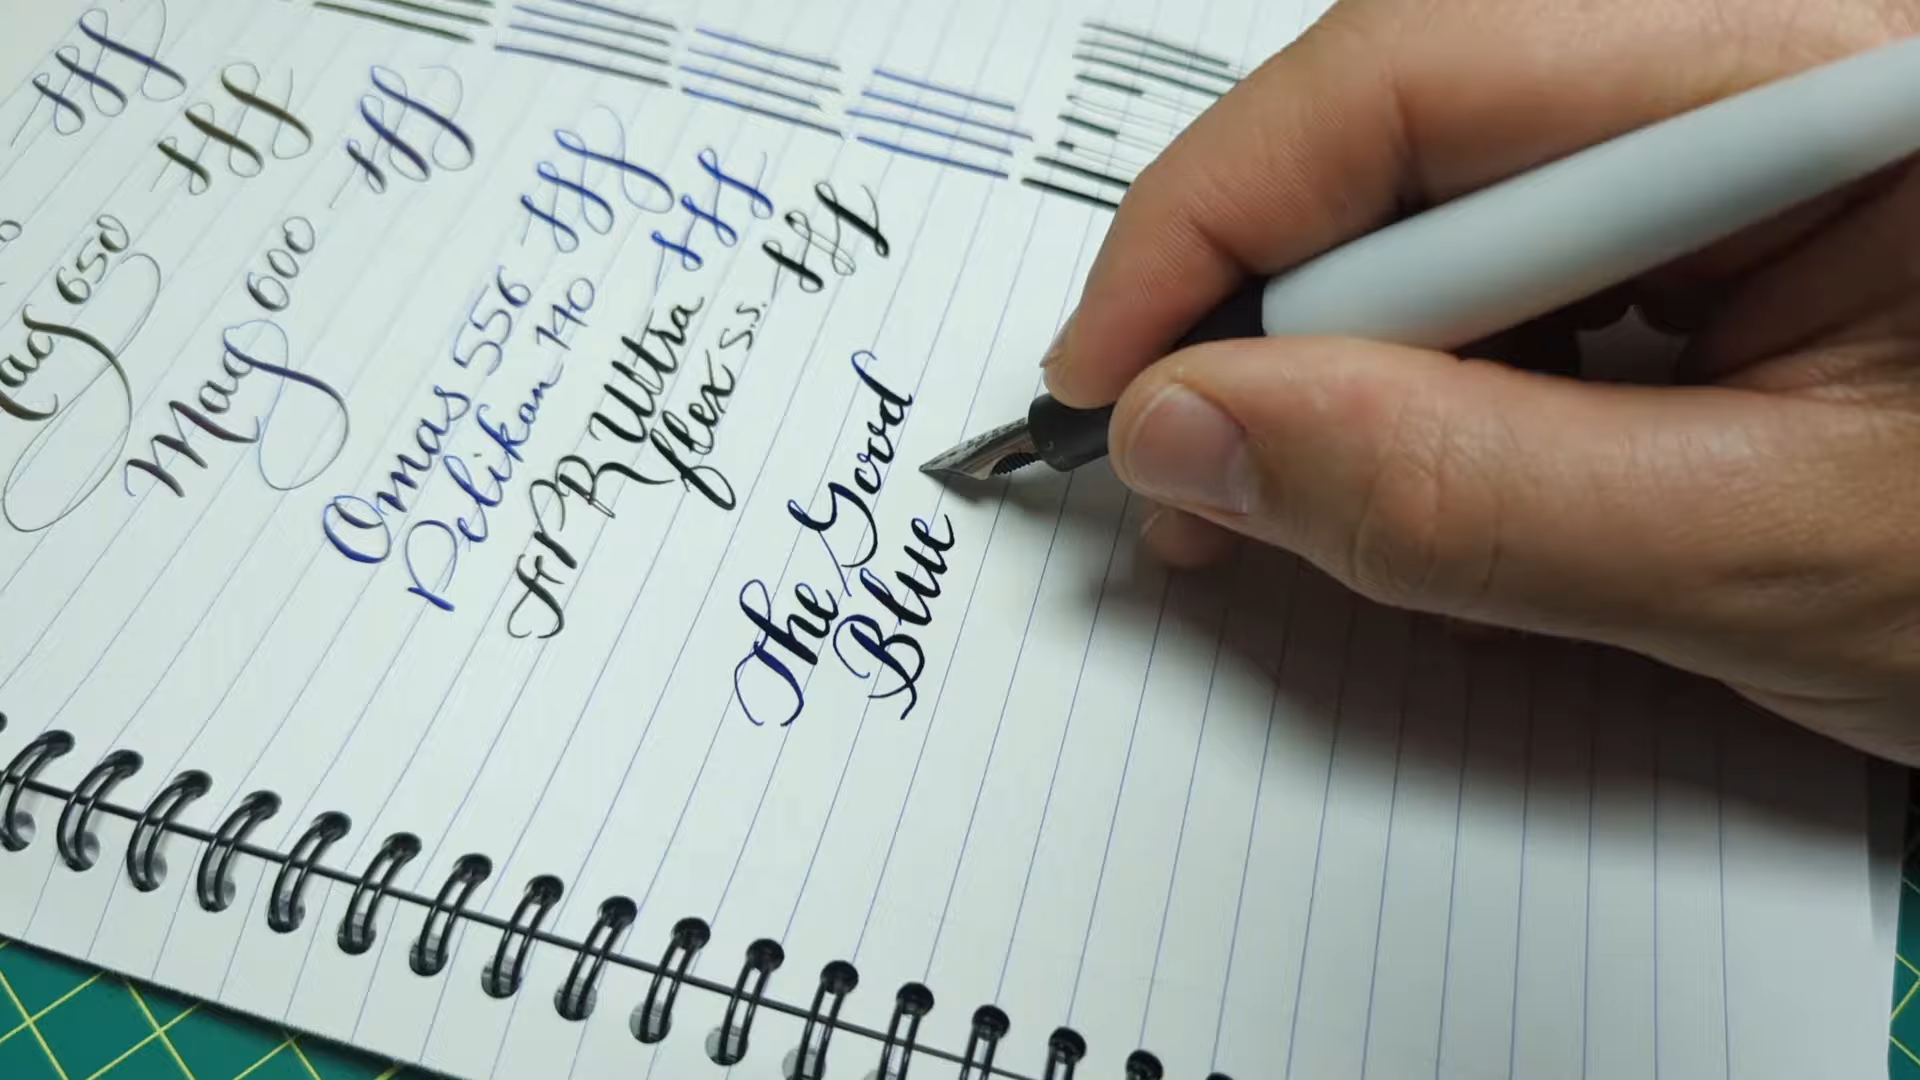 Mag 650
Mag 600
Omas 556
Pelikan 140
FPR Ultra
flex s.s.
The Good
Blue